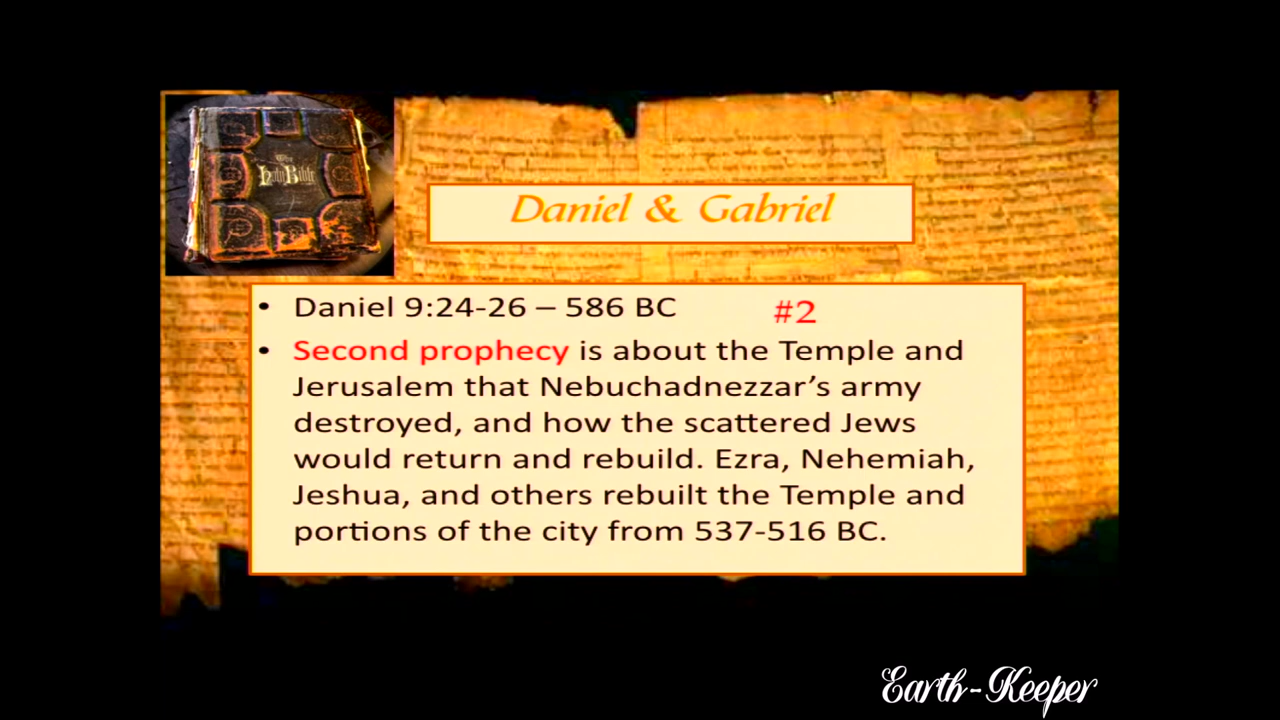 The
Holy Bible
Daniel & Gabriel
• Daniel 9:24-26 – 586 BC #2
• Second prophecy is about the Temple and
Jerusalem that Nebuchadnezzar’s army
destroyed, and how the scattered Jews
would return and rebuild. Ezra, Nehemiah,
Jeshua, and others rebuilt the Temple and
portions of the city from 537-516 BC.
Earth-Keeper